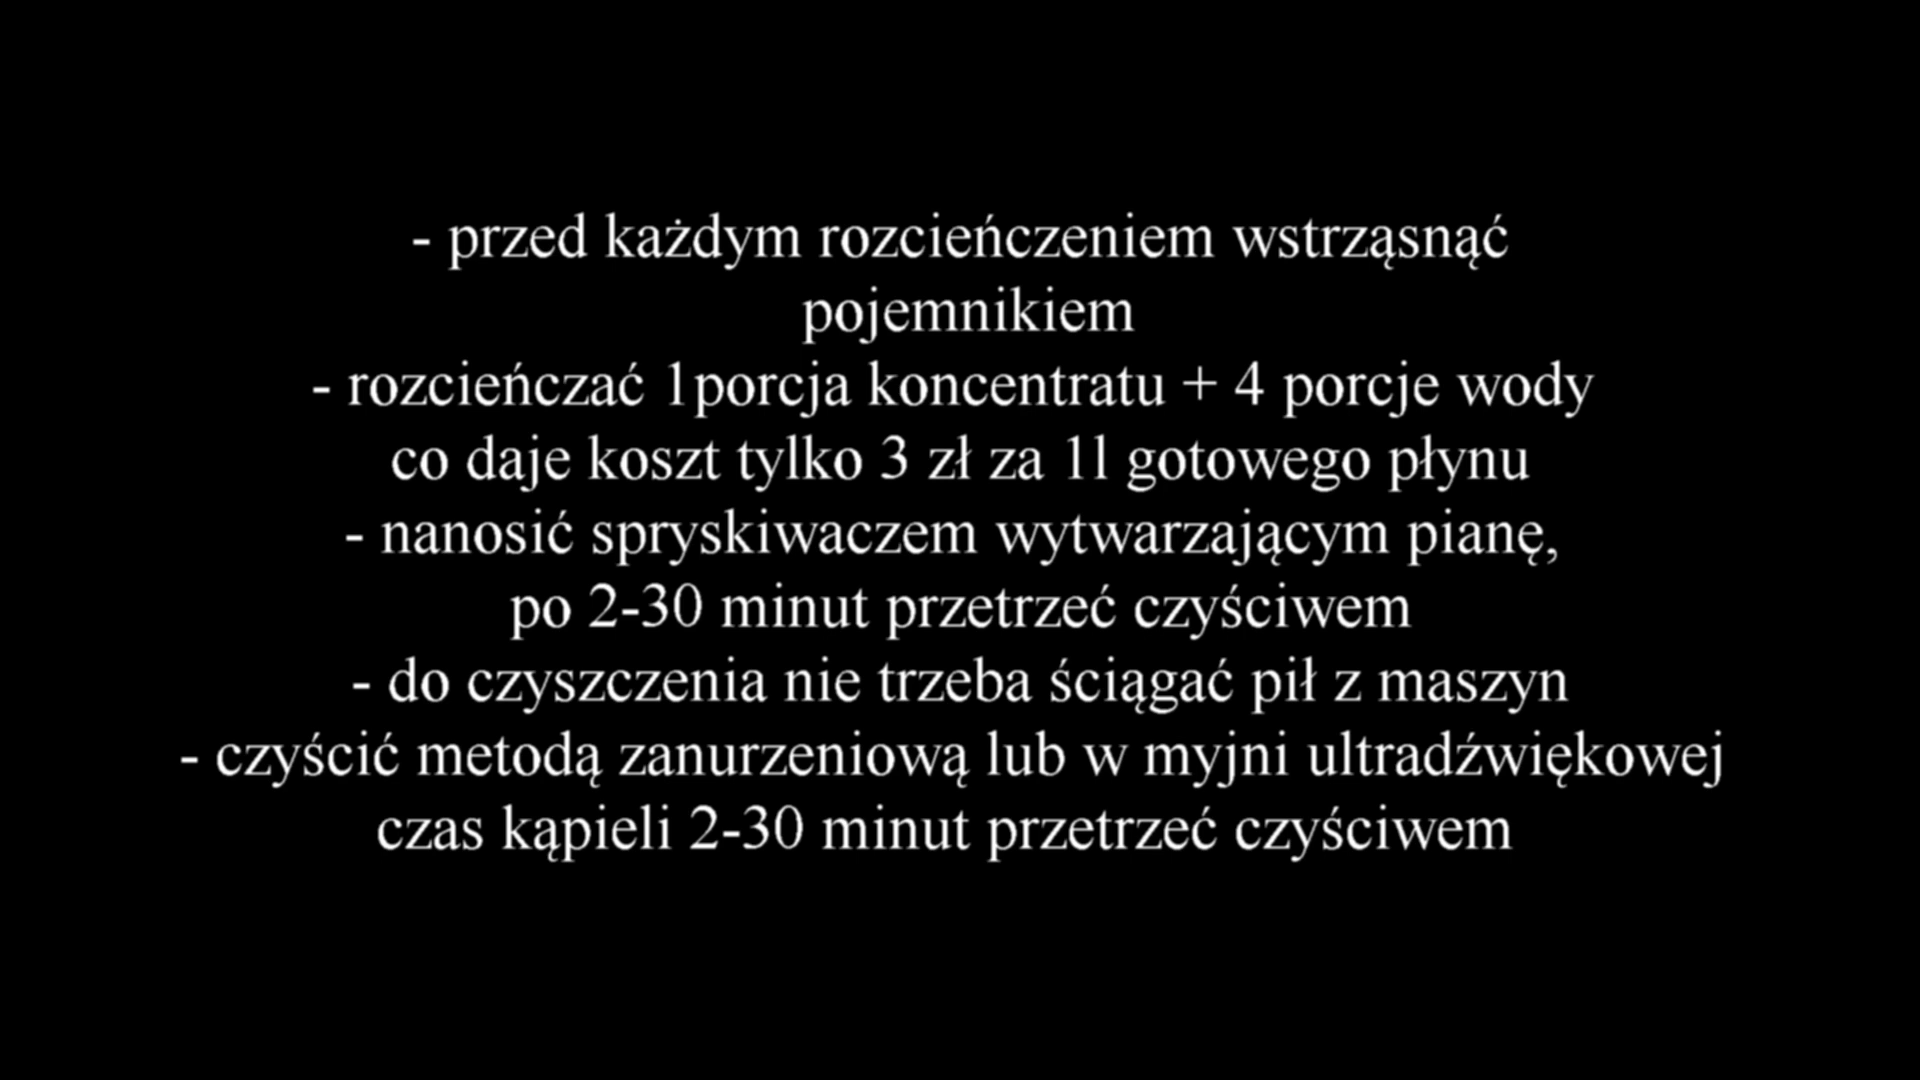 - przed każdym rozcieńczeniem wstrząsnąć
pojemnikiem
- rozcieńczać 1porcja koncentratu + 4 porcje wody
co daje koszt tylko 3 zł za 1l gotowego płynu
- nanosić spryskiwaczem wytwarzającym pianę,
po 2-30 minut przetrzeć czyściwem
- do czyszczenia nie trzeba ściągać pił z maszyn
- czyścić metodą zanurzeniową lub w myjni ultradźwiękowej
czas kąpieli 2-30 minut przetrzeć czyściwem